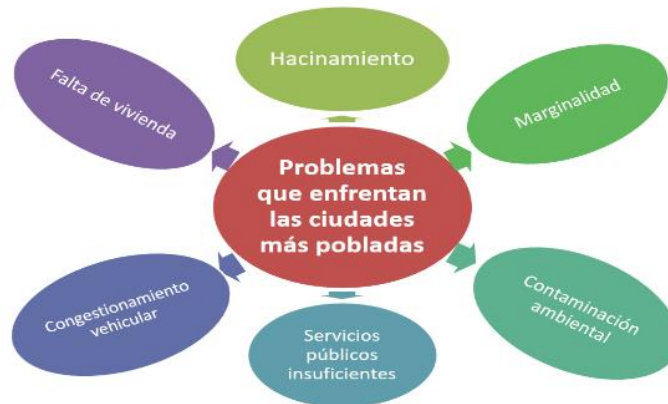 Hacinamiento
Falta de vivienda
Marginalidad
Problemas
que enfrentan
las ciudades
más pobladas
Congestionamiento
vehicular
Contaminación
ambiental
Servicios
públicos
insuficientes